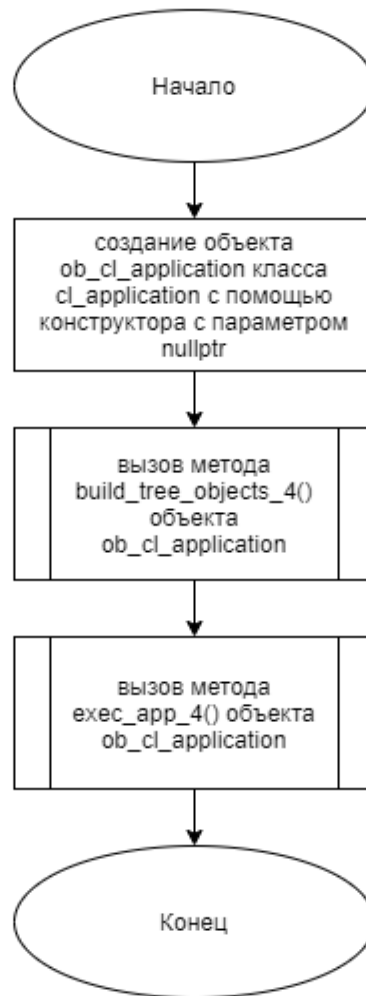 Начало
создание объекта
ob_cl_application класса
cl_application с помощью
конструктора с параметром
nullptr
вызов метода
build_tree_objects_4()
объекта
ob_cl_application
вызов метода
exec_app_4() объекта
ob_cl_application
Конец